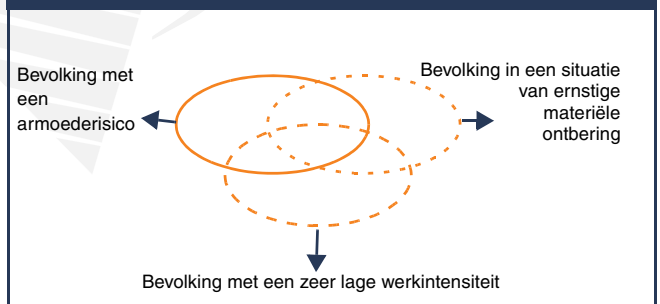 Bevolking met
een
armoederisico
Bevolking in een situatie
van ernstige
materiële
ontbering
Bevolking met een zeer lage werkintensiteit